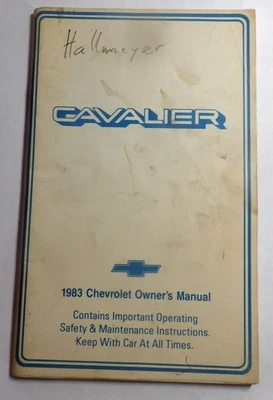 Hallmeyer
CAVALIER
1983 Chevrolet Owner's Manual
Contains Important Operating
Safety & Maintenance Instructions.
Keep With Car At All Times.